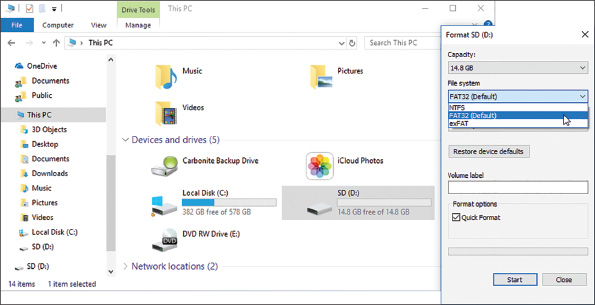 Drive Tools
This PC
File
Computer
View
Manage
This PC
Search This PC
OneDrive
Documents
Public
This PC
3D Objects
Desktop
Documents
Downloads
Music
Pictures
Videos
Local Disk (C:)
SD (D:)
SD (D:)
Music
Pictures
Videos
Devices and drives (5)
Carbonite Backup Drive
iCloud Photos
Local Disk (C:)
382 GB free of 578 GB
SD (D:)
14.8 GB free of 14.8 GB
DVD
DVD RW Drive (E:)
Network locations (2)
14 items
1 item selected
Format SD (D:)
Capacity:
14.8 GB
File system
FAT32 (Default)
NTFS
FAT32 (Default)
exFAT
Restore device defaults
Volume label
Format options
Quick Format
Start
Close